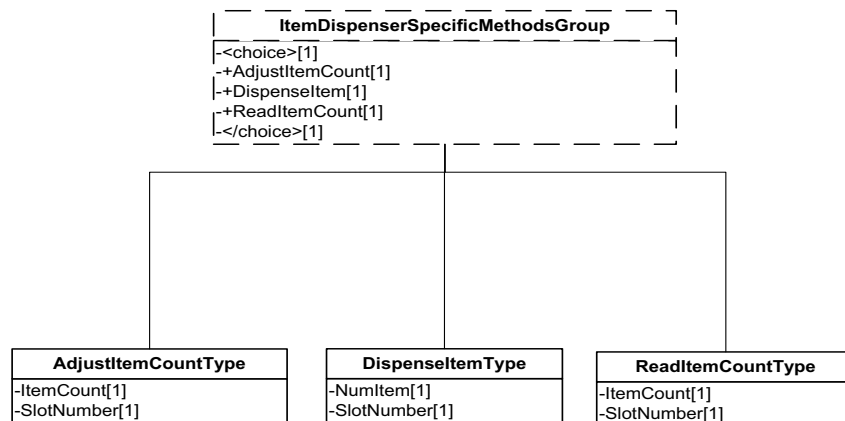 ItemDispenserSpecificMethodsGroup
-<choice>[1]
-+AdjustItemCount[1]
-+DispenseItem[1]
-+ReadItemCount[1]
-</choice>[1]
AdjustItemCountType
-ItemCount[1]
-SlotNumber[1]
DispenseItemType
-NumItem[1]
-SlotNumber[1]
ReadItemCountType
-ItemCount[1]
-SlotNumber[1]